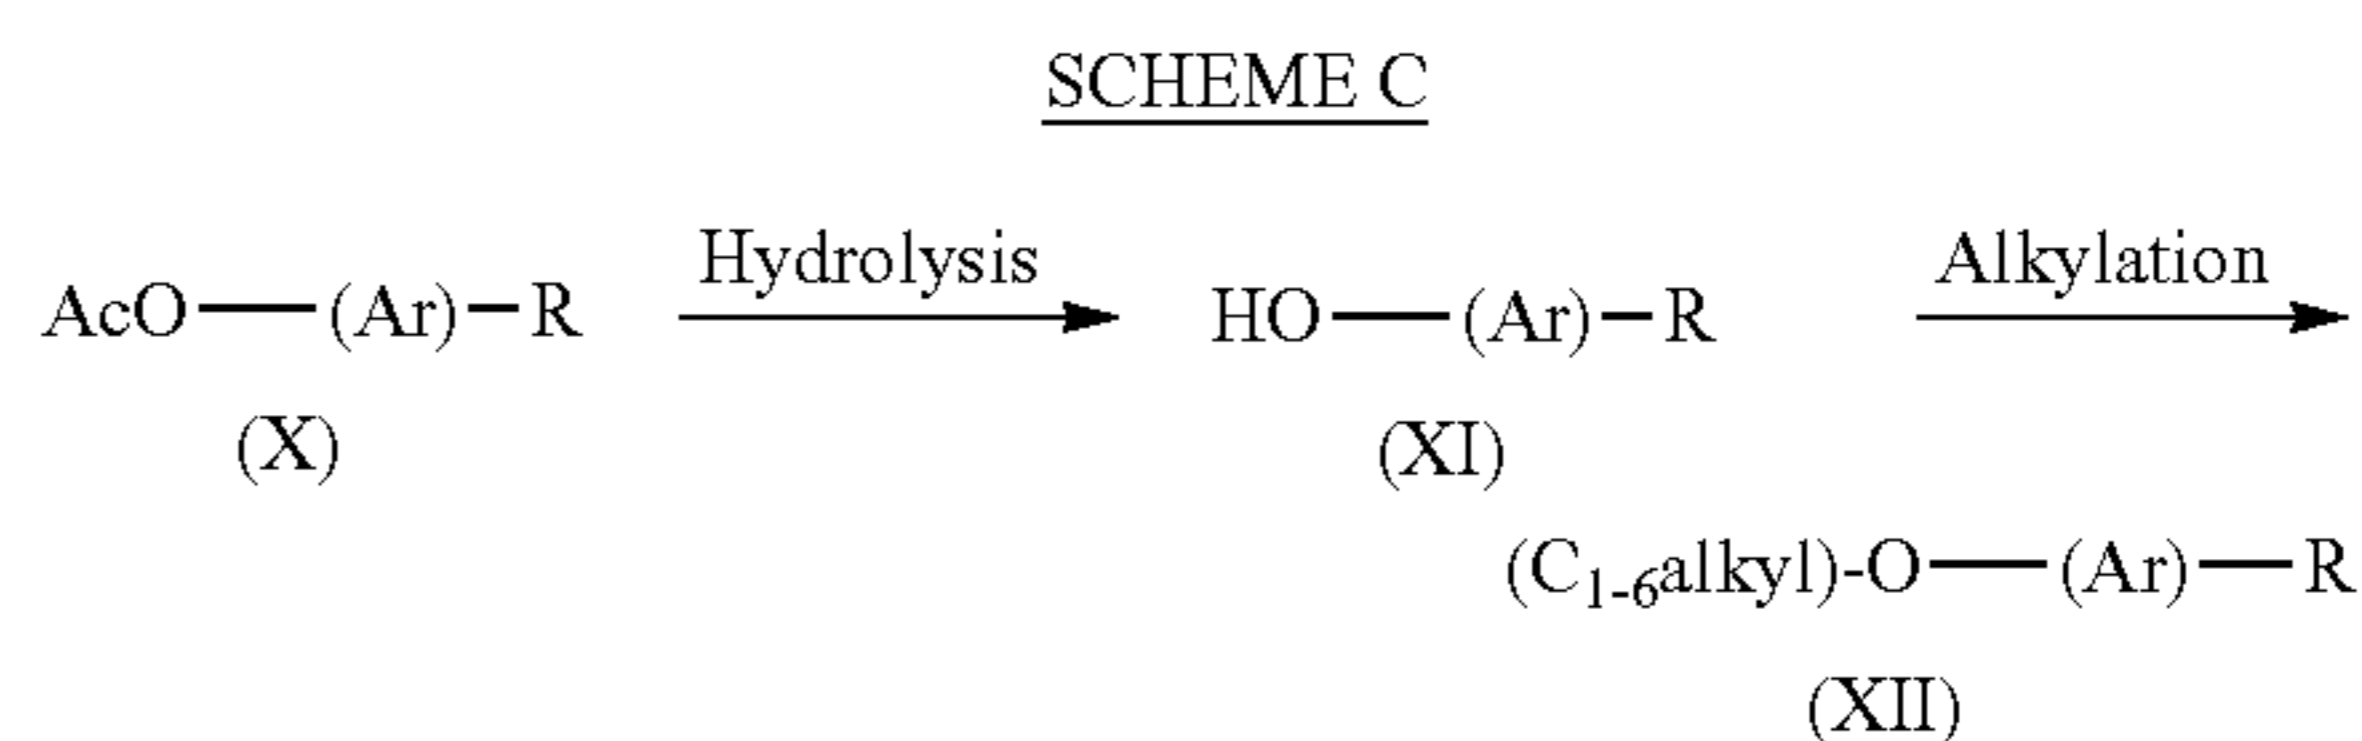 SCHEME C
Hydrolysis
Alkylation
AcO—(Ar)—R
HO—(Ar)—R
(X)
(XI)
(C1-6alkyl)-O—(Ar)—R
(XII)